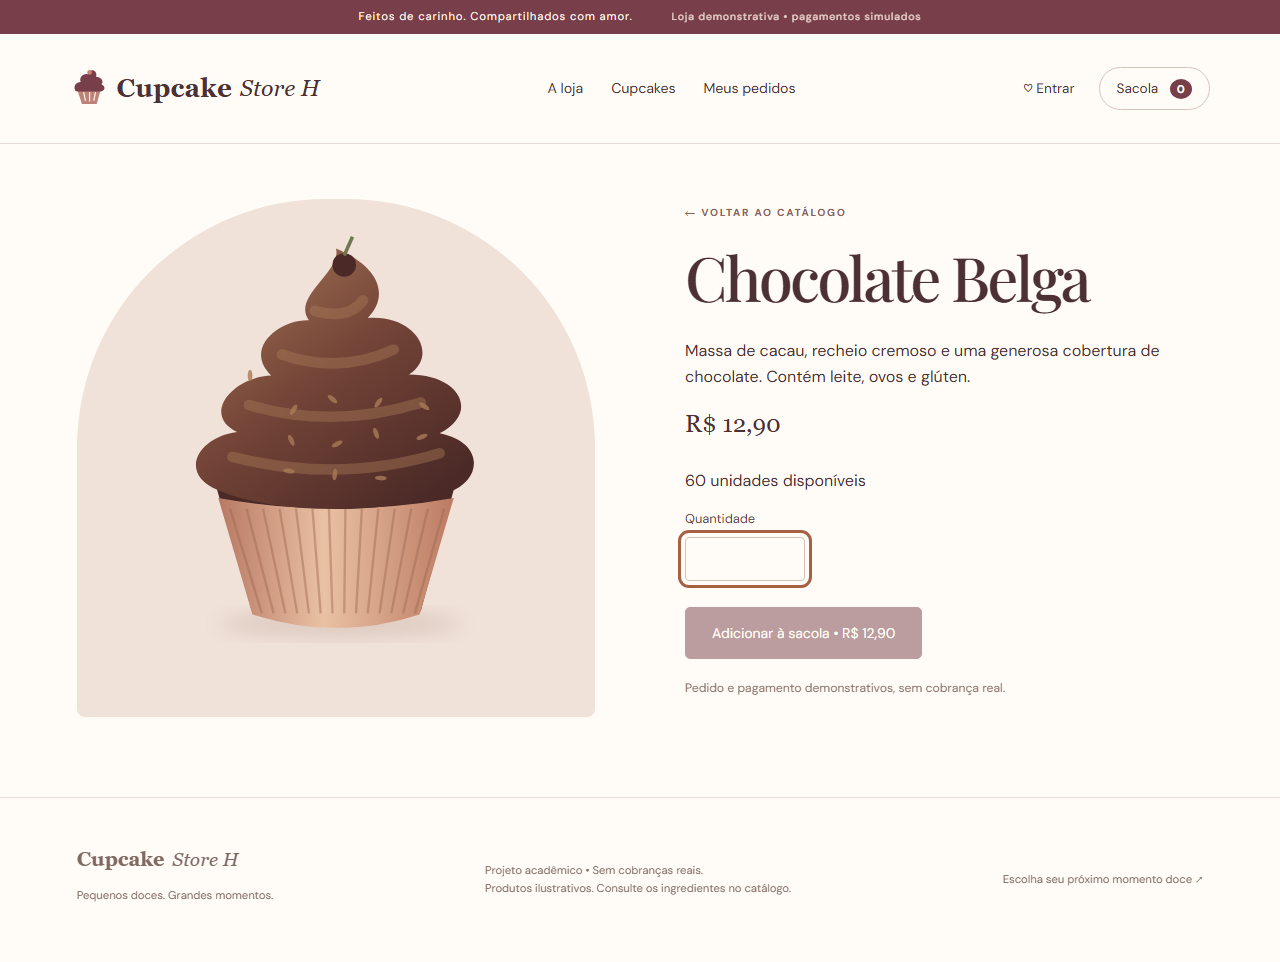 Feitos de carinho. Compartilhados com amor. Loja demonstrativa • pagamentos simulados
Cupcake Store H
A loja Cupcakes Meus pedidos
♡ Entrar Sacola 0
← VOLTAR AO CATÁLOGO
Chocolate Belga
Massa de cacau, recheio cremoso e uma generosa cobertura de
chocolate. Contém leite, ovos e glúten.
R$ 12,90
60 unidades disponíveis
Quantidade
Adicionar à sacola • R$ 12,90
Pedido e pagamento demonstrativos, sem cobrança real.
Cupcake Store H
Pequenos doces. Grandes momentos.
Projeto acadêmico • Sem cobranças reais.
Produtos ilustrativos. Consulte os ingredientes no catálogo.
Escolha seu próximo momento doce ↗